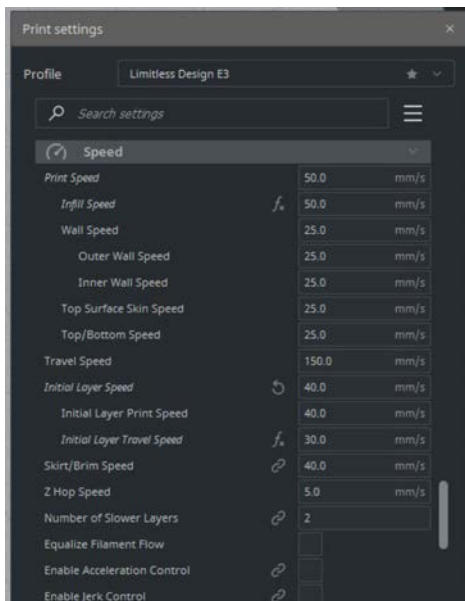 Print settings ×
Profile Limitless Design E3
Search settings
Speed
Print Speed 50.0 mm/s
Infill Speed 50.0 mm/s
Wall Speed 25.0 mm/s
Outer Wall Speed 25.0 mm/s
Inner Wall Speed 25.0 mm/s
Top Surface Skin Speed 25.0 mm/s
Top/Bottom Speed 25.0 mm/s
Travel Speed 150.0 mm/s
Initial Layer Speed 40.0 mm/s
Initial Layer Print Speed 40.0 mm/s
Initial Layer Travel Speed 30.0 mm/s
Skirt/Brim Speed 40.0 mm/s
Z Hop Speed 5.0 mm/s
Number of Slower Layers 2
Equalize Filament Flow
Enable Acceleration Control
Enable Jerk Control